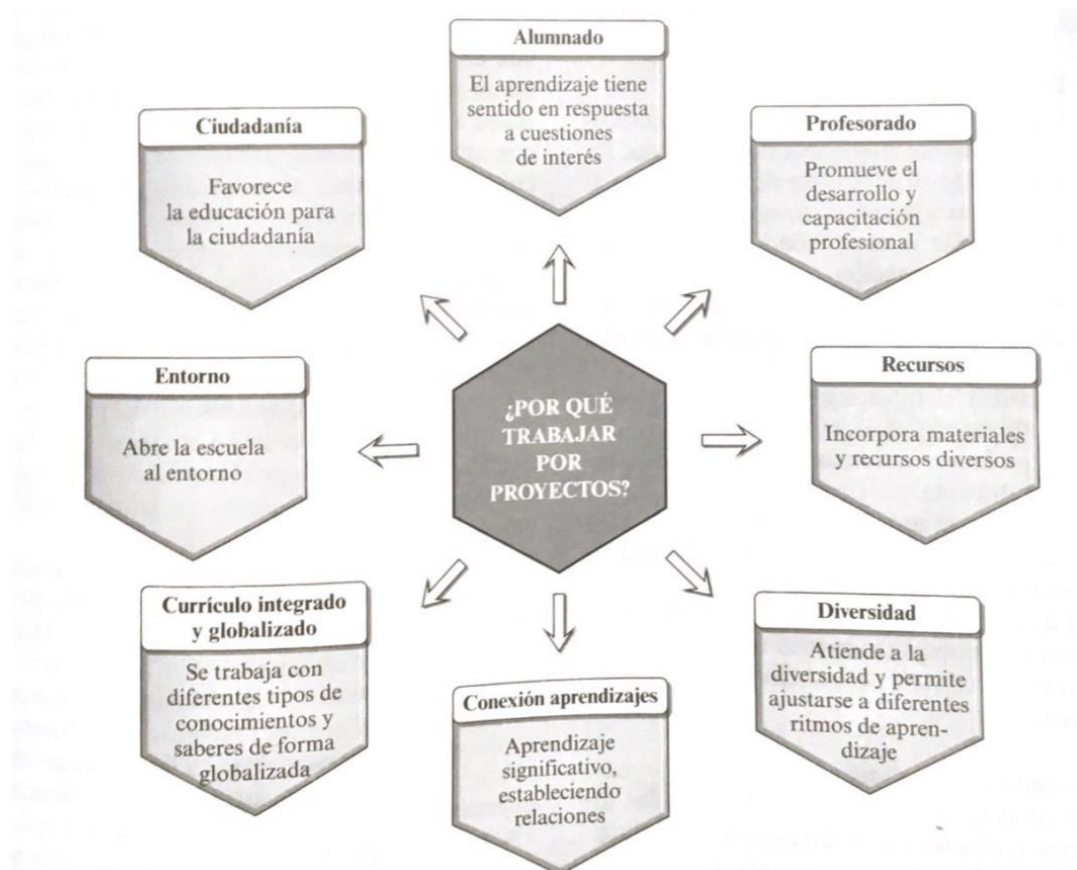 Alumnado
El aprendizaje tiene
sentido en respuesta
a cuestiones
de interés
Profesorado
Promueve el
desarrollo y
capacitación
profesional
Recursos
Incorpora materiales
y recursos diversos
Diversidad
Atiende a la
diversidad y permite
ajustarse a diferentes
ritmos de apren-
dizaje
Conexión aprendizajes
Aprendizaje
significativo,
estableciendo
relaciones
Currículo integrado
y globalizado
Se trabaja con
diferentes tipos de
conocimientos y
saberes de forma
globalizada
Entorno
Abre la escuela
al entorno
Ciudadanía
Favorece
la educación para
la ciudadanía
¿POR QUÉ
TRABAJAR
POR
PROYECTOS?